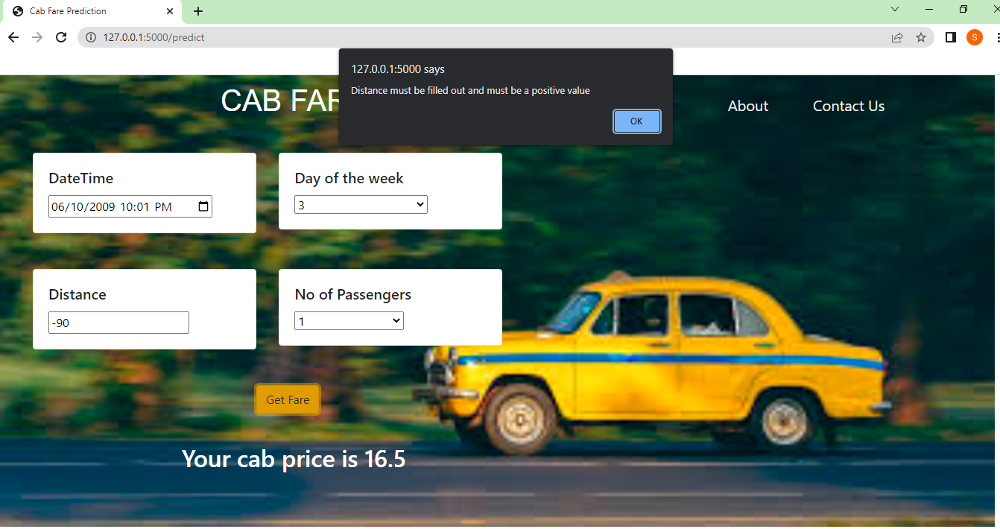 Cab Fare Prediction
127.0.0.1:5000/predict
S
127.0.0.1:5000 says
Distance must be filled out and must be a positive value
OK
CAB FAR
About
Contact Us
DateTime
06/10/2009 10:01 PM
Day of the week
3
Distance
-90
No of Passengers
1
Get Fare
Your cab price is 16.5